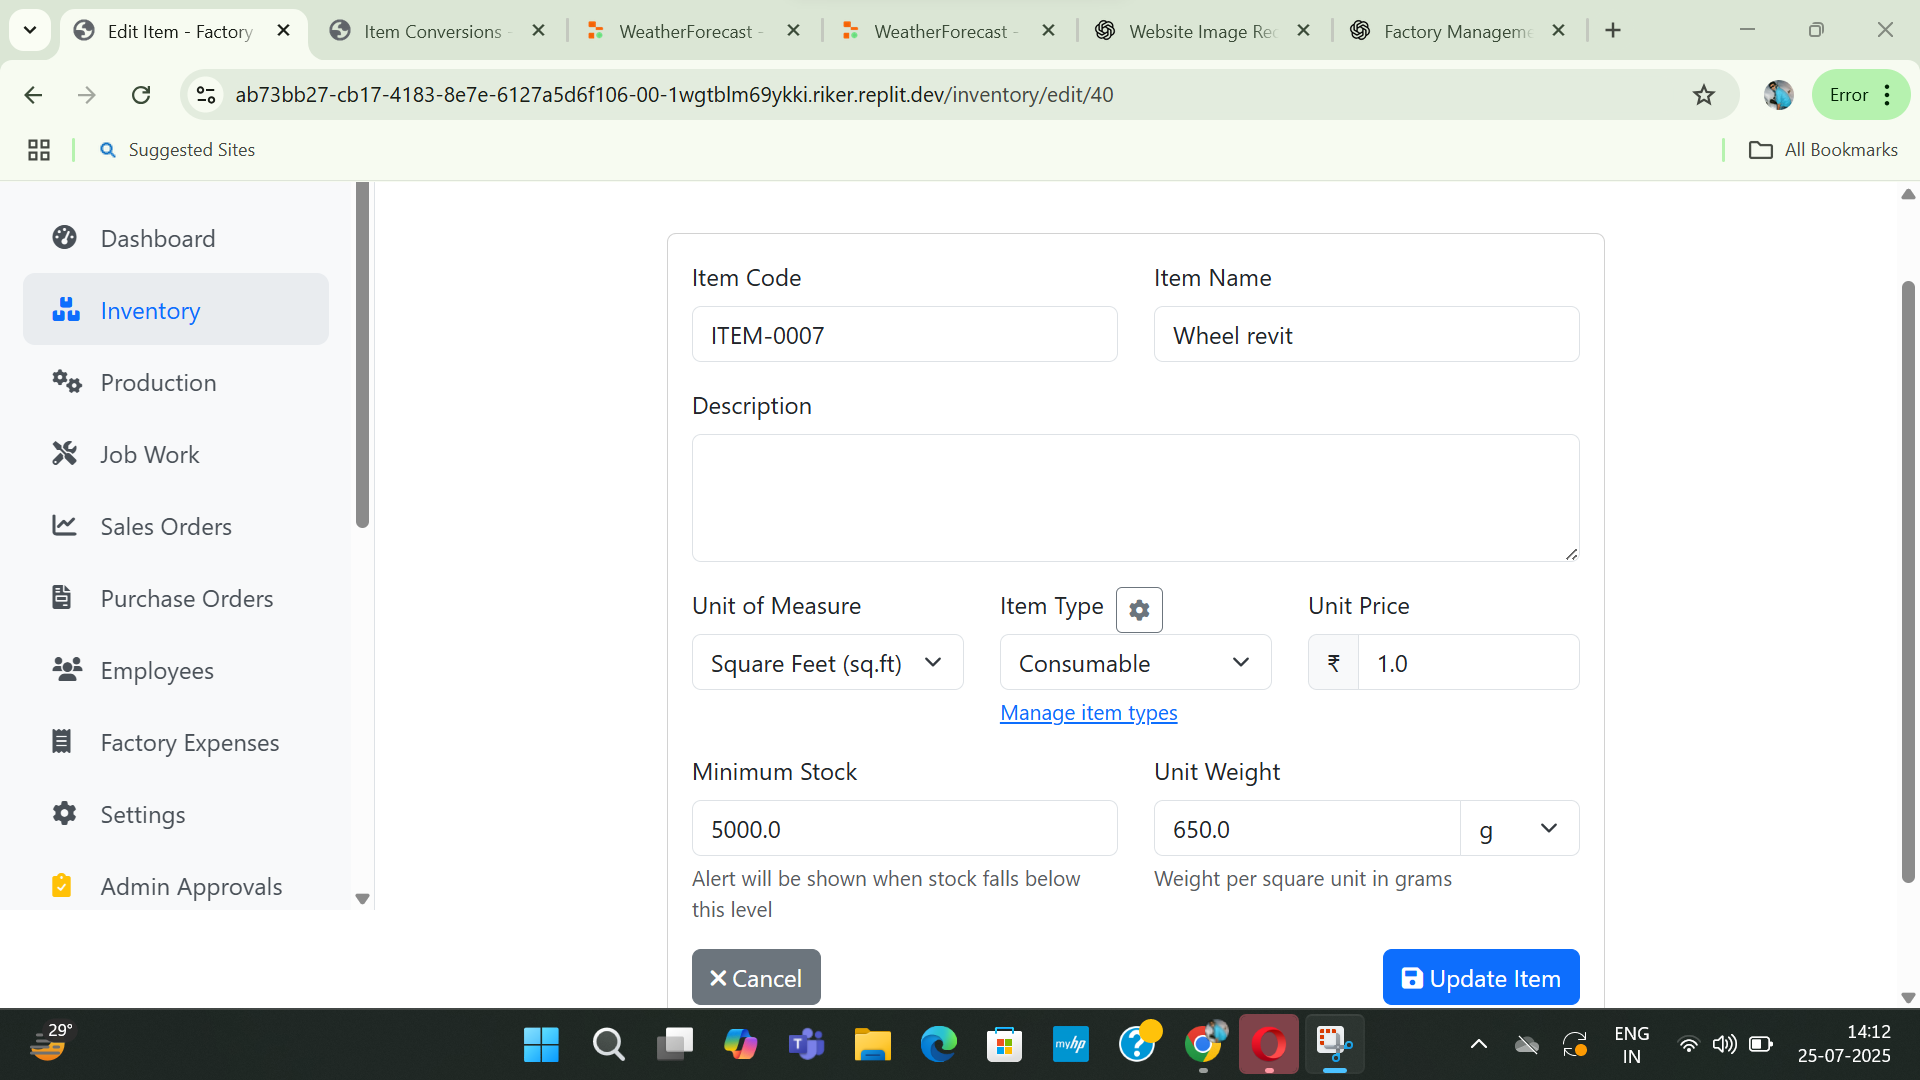 Edit Item - Factory
Item Conversions -
WeatherForecast -
WeatherForecast -
Website Image Rec
Factory Manageme
ab73bb27-cb17-4183-8e7e-6127a5d6f106-00-1wgtblm69ykki.riker.replit.dev/inventory/edit/40
Error
Suggested Sites
All Bookmarks
Dashboard
Inventory
Production
Job Work
Sales Orders
Purchase Orders
Employees
Factory Expenses
Settings
Admin Approvals
Item Code
Item Name
ITEM-0007
Wheel revit
Description
Unit of Measure
Item Type
Unit Price
Square Feet (sq.ft)
Consumable
₹ 1.0
Manage item types
Minimum Stock
Unit Weight
5000.0
650.0
g
Alert will be shown when stock falls below
this level
Weight per square unit in grams
Cancel
Update Item
29°
myhp
ENG
IN
14:12
25-07-2025